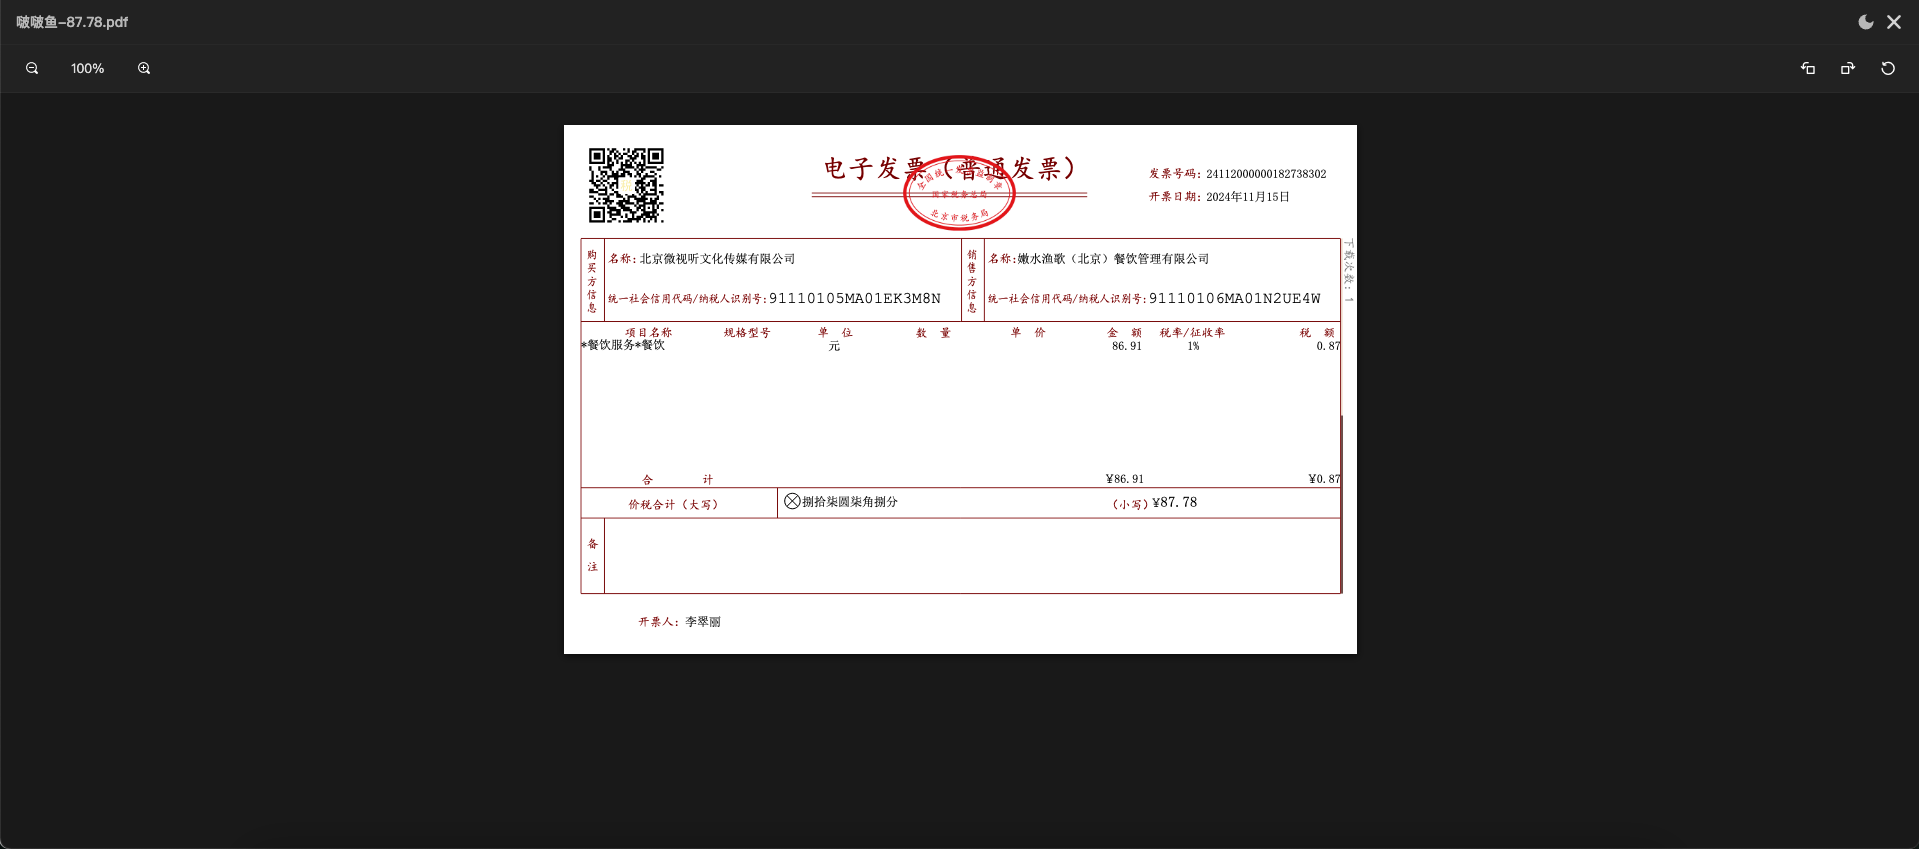 啵啵鱼-87.78.pdf
100%
电子发票（普通发票）
全国统一发票监制章
国家税务总局
北京市税务局
发票号码：24112000000182738302
开票日期：2024年11月15日
下载次数：1
购买方信息
名称：北京微视听文化传媒有限公司
统一社会信用代码/纳税人识别号：91110105MA01EK3M8N
销售方信息
名称：嫩水渔歌（北京）餐饮管理有限公司
统一社会信用代码/纳税人识别号：91110106MA01N2UE4W
项目名称 规格型号 单 位 数 量 单 价 金 额 税率/征收率 税 额
*餐饮服务*餐饮 元 86.91 1% 0.87
合 计 ¥86.91 ¥0.87
价税合计（大写） 捌拾柒圆柒角捌分 （小写）¥87.78
备注
开票人：李翠丽